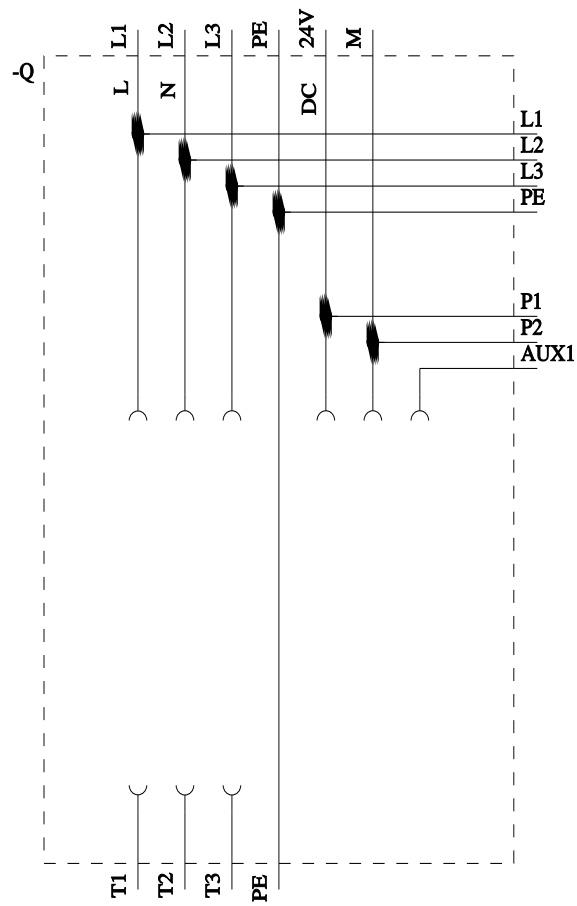 L1 L2 L3 PE 24V M
-Q
L N DC
L1
L2
L3
PE
P1
P2
AUX1
T1 T2 T3 PE